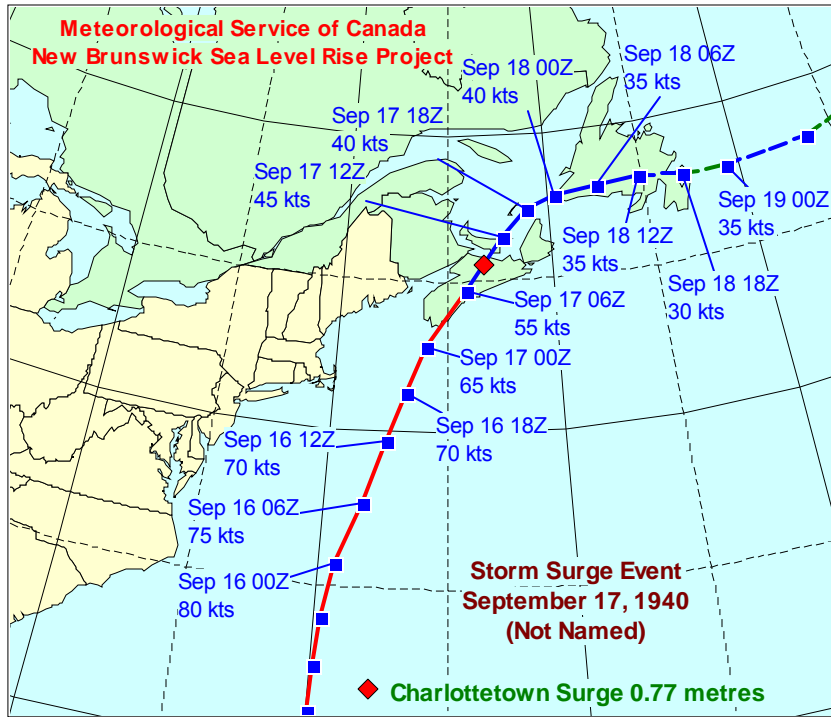 Meteorological Service of Canada
New Brunswick Sea Level Rise Project
Sep 18 06Z
35 kts
Sep 18 00Z
40 kts
Sep 17 18Z
40 kts
Sep 17 12Z
45 kts
Sep 19 00Z
35 kts
Sep 18 12Z
35 kts
Sep 18 18Z
30 kts
Sep 17 06Z
55 kts
Sep 17 00Z
65 kts
Sep 16 18Z
70 kts
Sep 16 12Z
70 kts
Sep 16 06Z
75 kts
Sep 16 00Z
80 kts
Storm Surge Event
September 17, 1940
(Not Named)
Charlottetown Surge 0.77 metres